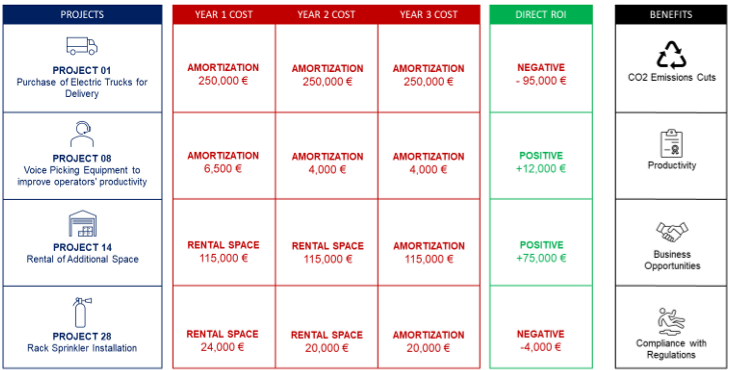 PROJECTS
YEAR 1 COST
YEAR 2 COST
YEAR 3 COST
DIRECT ROI
BENEFITS
PROJECT 01
Purchase of Electric Trucks for
Delivery
AMORTIZATION
250,000 €
AMORTIZATION
250,000 €
AMORTIZATION
250,000 €
NEGATIVE
- 95,000 €
CO2 Emissions Cuts
PROJECT 08
Voice Picking Equipment to
improve operators' productivity
AMORTIZATION
6,500 €
AMORTIZATION
4,000 €
AMORTIZATION
4,000 €
POSITIVE
+12,000 €
Productivity
PROJECT 14
Rental of Additional Space
RENTAL SPACE
115,000 €
RENTAL SPACE
115,000 €
AMORTIZATION
115,000 €
POSITIVE
+75,000 €
Business
Opportunities
PROJECT 28
Rack Sprinkler Installation
RENTAL SPACE
24,000 €
RENTAL SPACE
20,000 €
AMORTIZATION
20,000 €
NEGATIVE
-4,000 €
Compliance with
Regulations